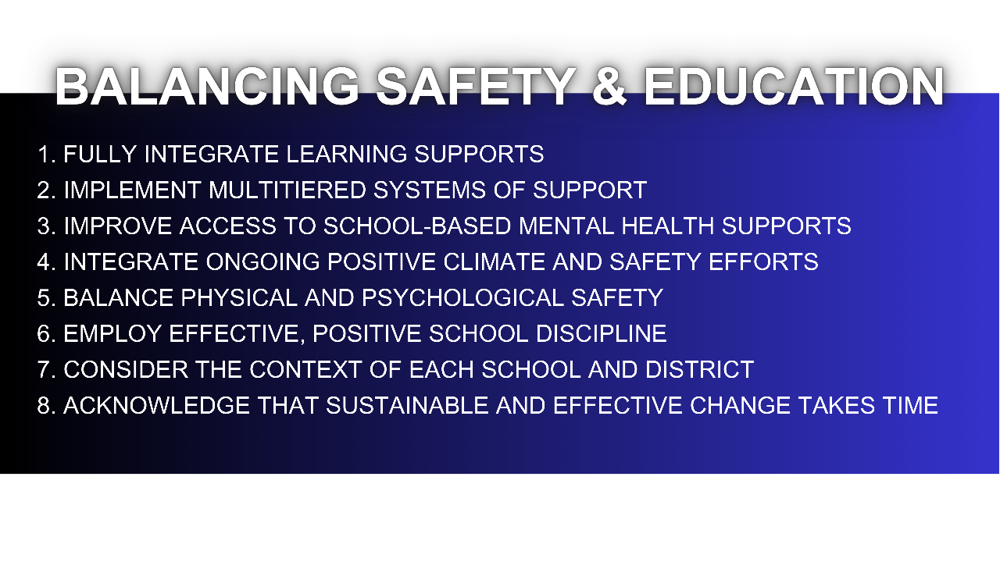 BALANCING SAFETY & EDUCATION
1. FULLY INTEGRATE LEARNING SUPPORTS
2. IMPLEMENT MULTITIERED SYSTEMS OF SUPPORT
3. IMPROVE ACCESS TO SCHOOL-BASED MENTAL HEALTH SUPPORTS
4. INTEGRATE ONGOING POSITIVE CLIMATE AND SAFETY EFFORTS
5. BALANCE PHYSICAL AND PSYCHOLOGICAL SAFETY
6. EMPLOY EFFECTIVE, POSITIVE SCHOOL DISCIPLINE
7. CONSIDER THE CONTEXT OF EACH SCHOOL AND DISTRICT
8. ACKNOWLEDGE THAT SUSTAINABLE AND EFFECTIVE CHANGE TAKES TIME